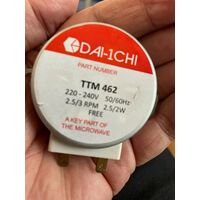 DAI-ICHI
PART NUMBER
TTM 462
220 - 240V 50/60Hz
2.5/3 RPM 2.5/2W
FREE
A KEY PART OF
THE MICROWAVE